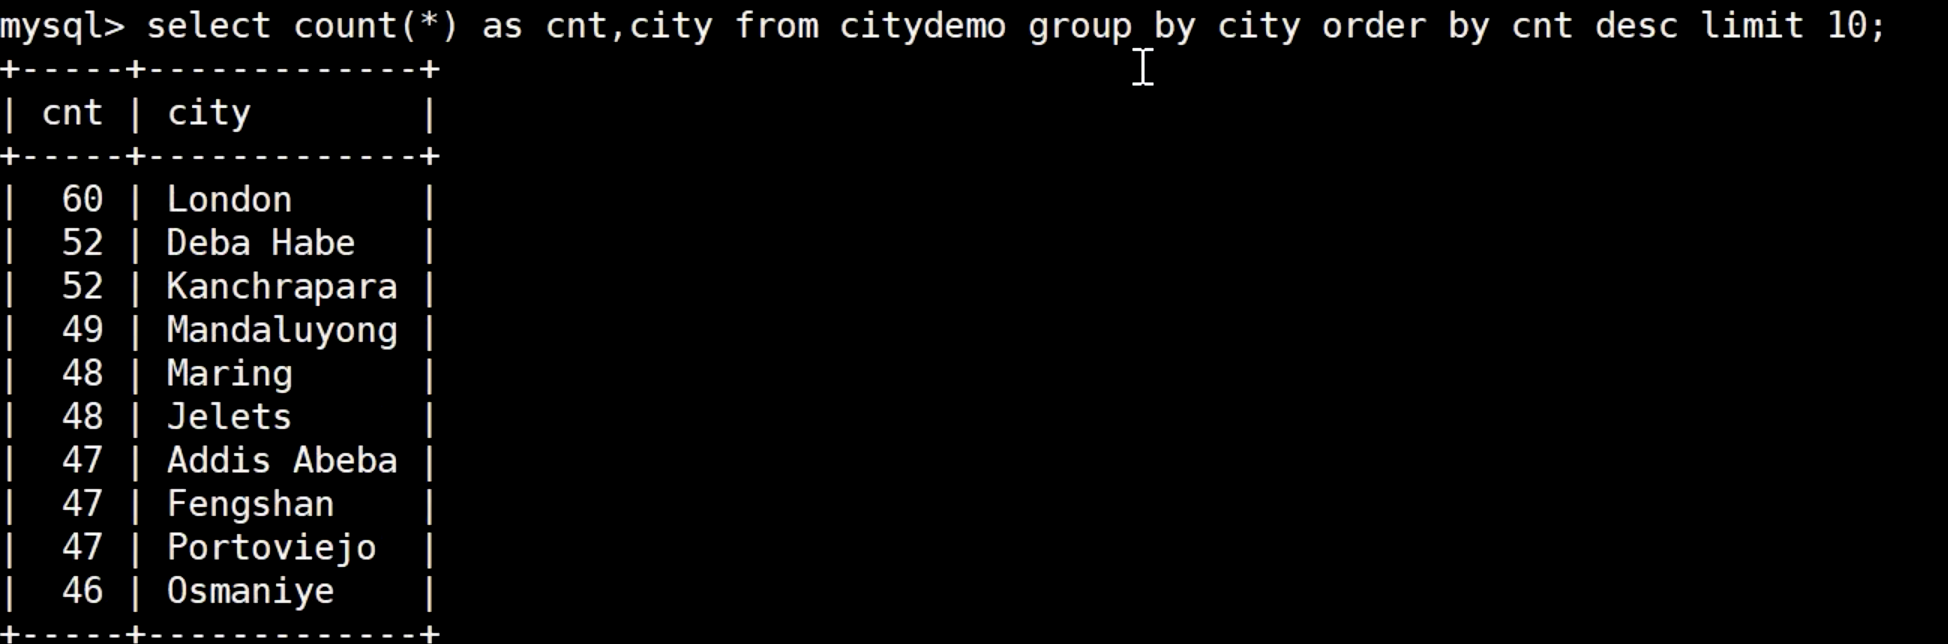 mysql> select count(*) as cnt,city from citydemo group by city order by cnt desc limit 10;
+-----+-------------+
| cnt | city        |
+-----+-------------+
|  60 | London      |
|  52 | Deba Habe   |
|  52 | Kanchrapara |
|  49 | Mandaluyong |
|  48 | Maring      |
|  48 | Jelets      |
|  47 | Addis Abeba |
|  47 | Fengshan    |
|  47 | Portoviejo  |
|  46 | Osmaniye    |
+-----+-------------+